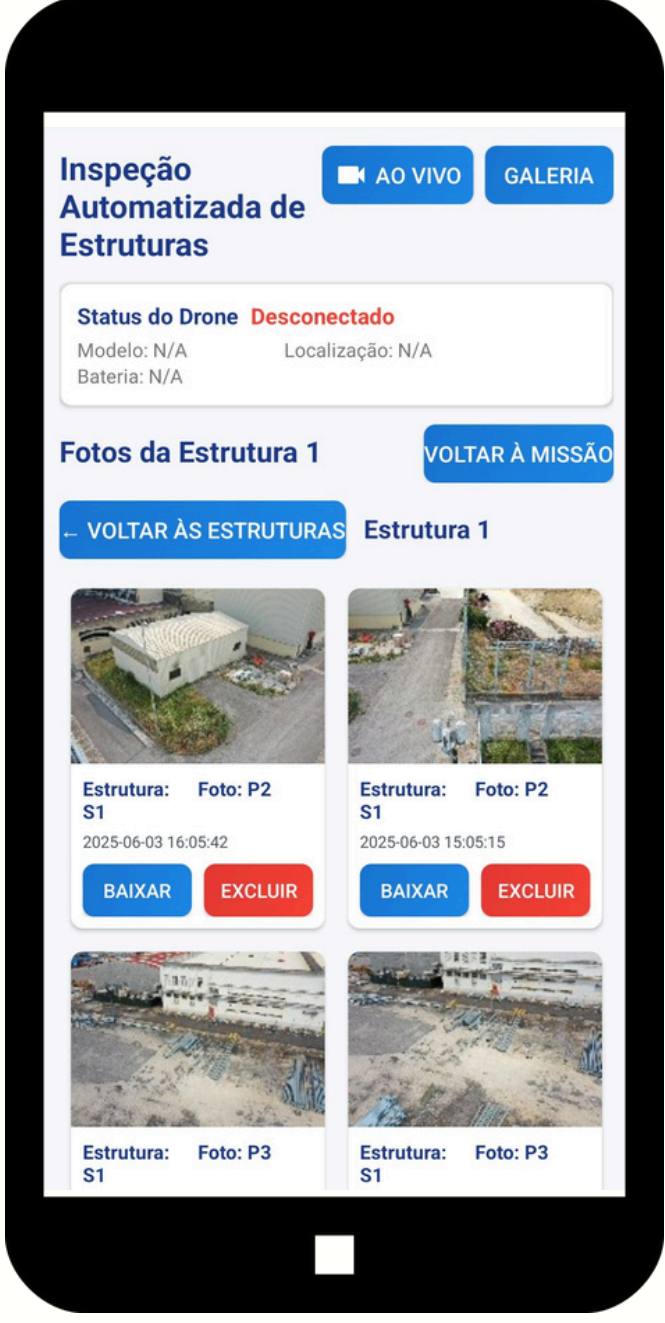 Inspeção
Automatizada de
Estruturas
AO VIVO
GALERIA
Status do Drone Desconectado
Modelo: N/A Localização: N/A
Bateria: N/A
Fotos da Estrutura 1
VOLTAR À MISSÃO
← VOLTAR ÀS ESTRUTURAS
Estrutura 1
Estrutura: Foto: P2
S1
2025-06-03 16:05:42
BAIXAR EXCLUIR
Estrutura: Foto: P2
S1
2025-06-03 15:05:15
BAIXAR EXCLUIR
Estrutura: Foto: P3
S1
Estrutura: Foto: P3
S1